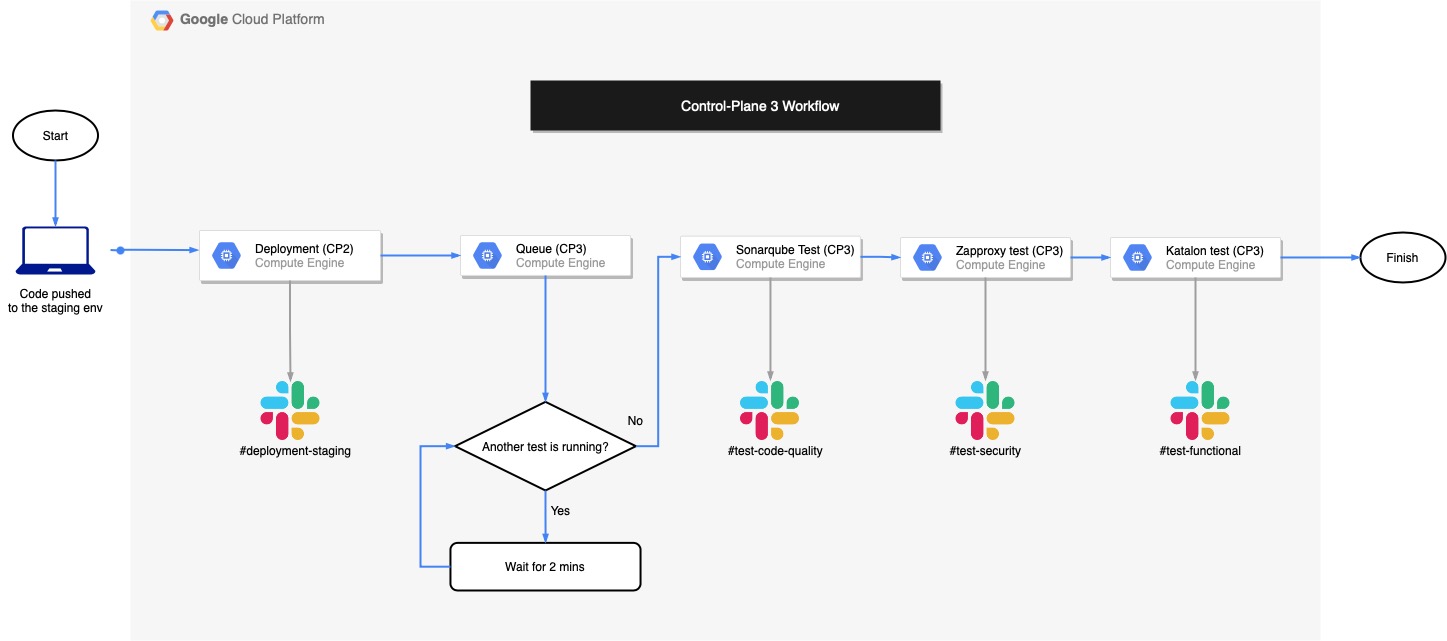 Google Cloud Platform
Control-Plane 3 Workflow
Start
Code pushed
to the staging env
Deployment (CP2)
Compute Engine
Queue (CP3)
Compute Engine
Sonarqube Test (CP3)
Compute Engine
Zapproxy test (CP3)
Compute Engine
Katalon test (CP3)
Compute Engine
Finish
#deployment-staging
Another test is running?
No
Yes
Wait for 2 mins
#test-code-quality
#test-security
#test-functional